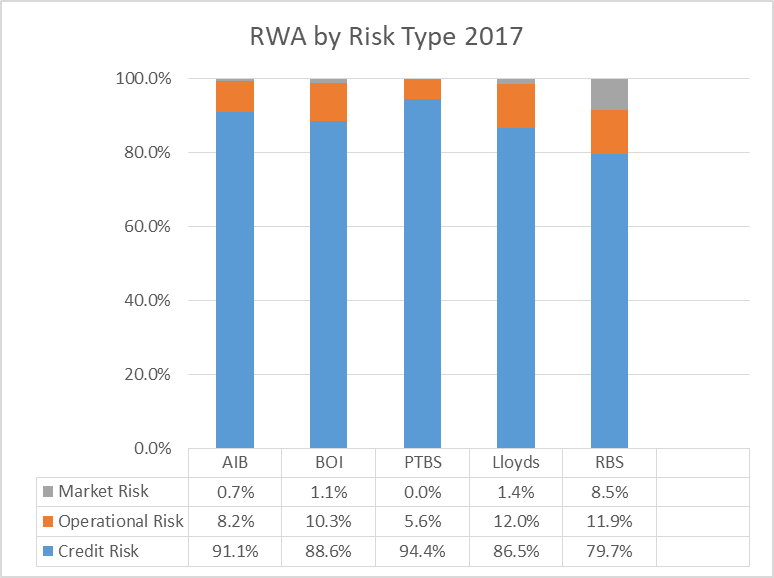 RWA by Risk Type 2017
100.0%
80.0%
60.0%
40.0%
20.0%
0.0%
AIB BOI PTBS Lloyds RBS
Market Risk 0.7% 1.1% 0.0% 1.4% 8.5%
Operational Risk 8.2% 10.3% 5.6% 12.0% 11.9%
Credit Risk 91.1% 88.6% 94.4% 86.5% 79.7%